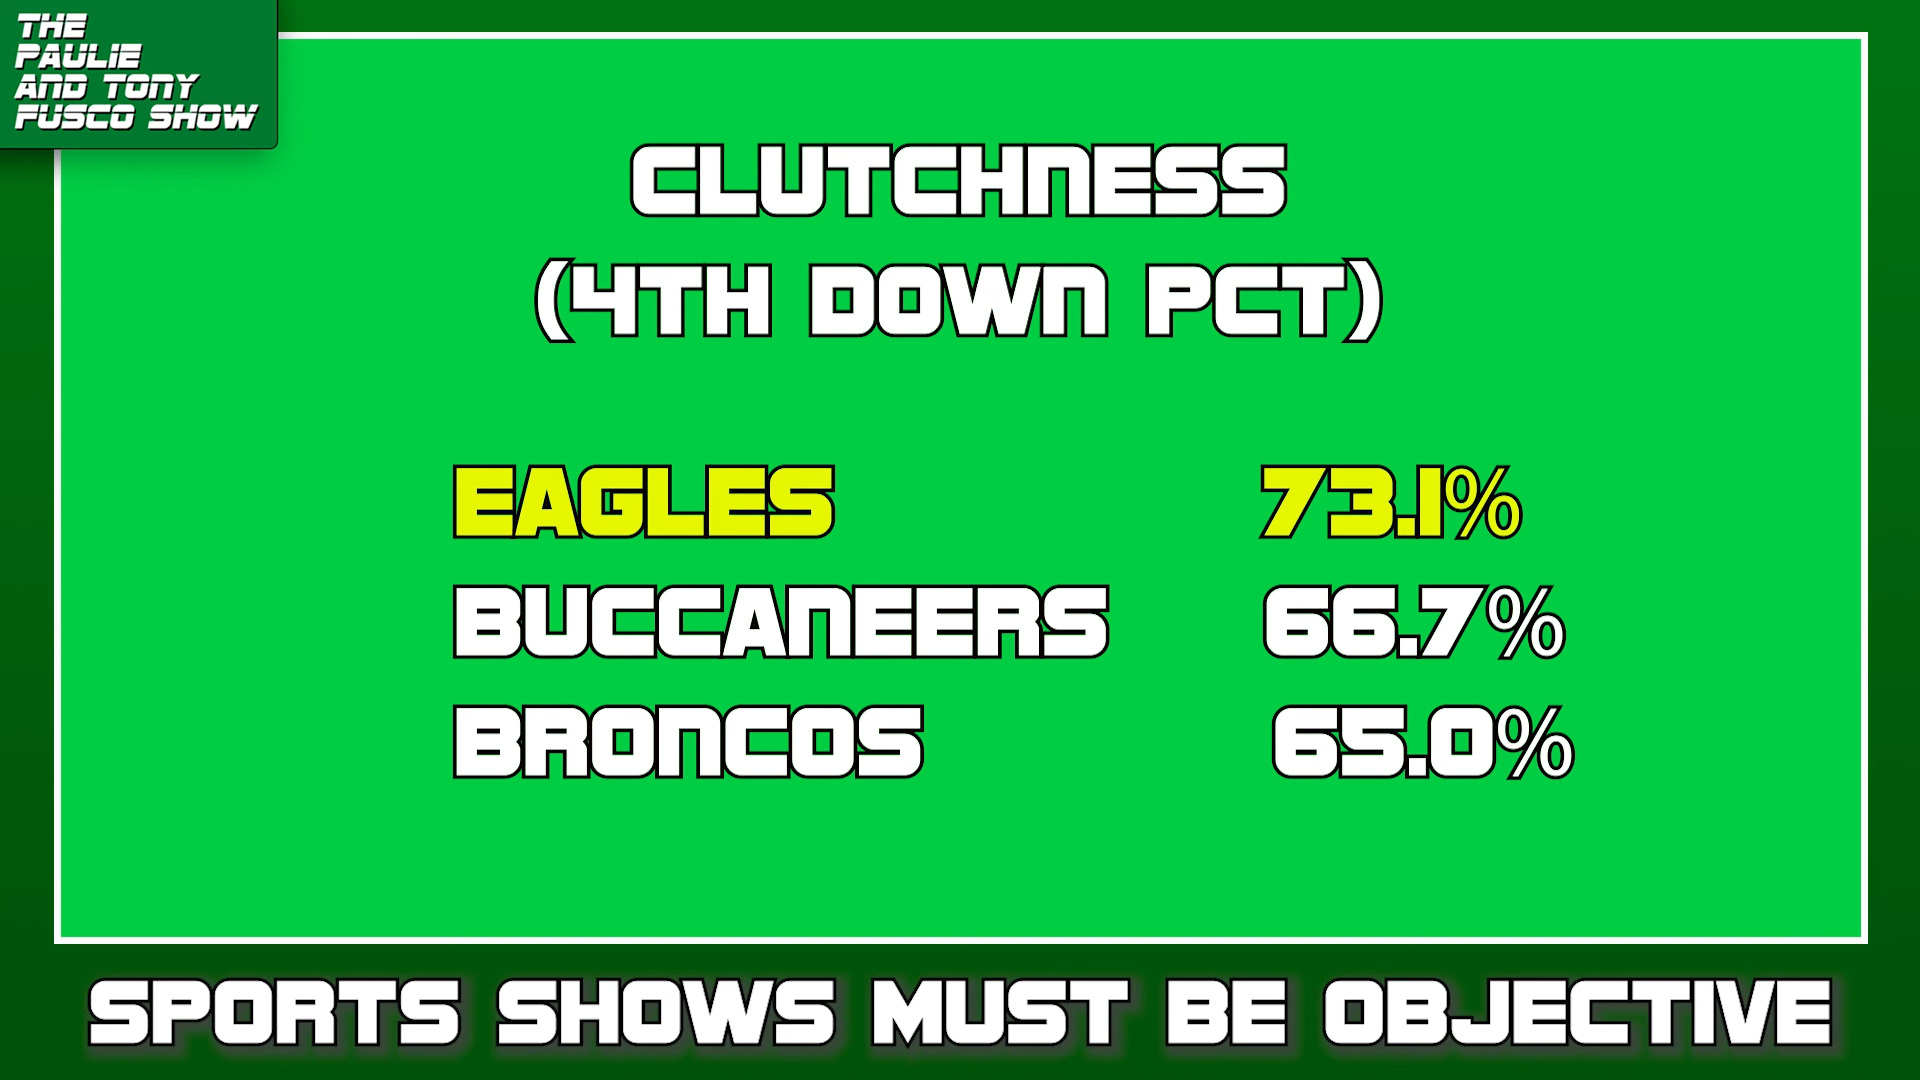 THE
PAULIE
AND TONY
FUSCO SHOW
CLUTCHNESS
(4TH DOWN PCT)
EAGLES 73.1%
BUCCANEERS 66.7%
BRONCOS 65.0%
SPORTS SHOWS MUST BE OBJECTIVE